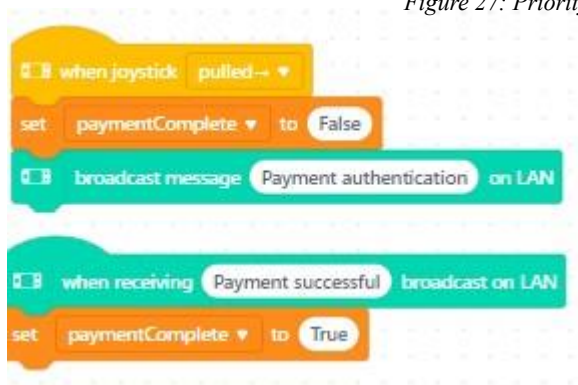 Figure 27: Priority
when joystick pulled→
set paymentComplete to False
broadcast message Payment authentication on LAN
when receiving Payment successful broadcast on LAN
set paymentComplete to True